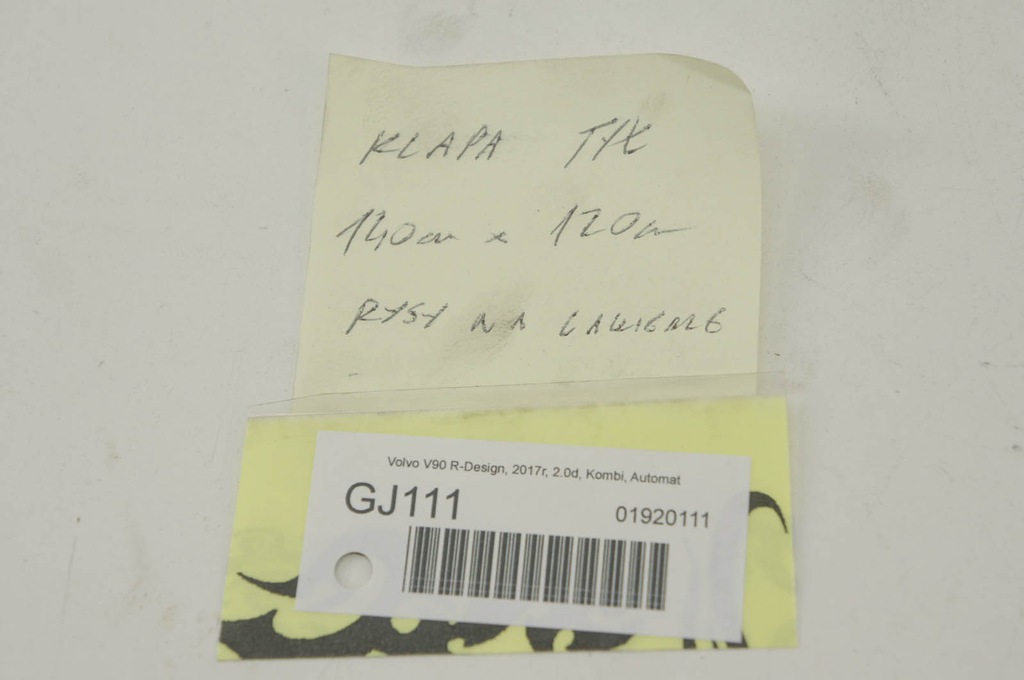 KLAPA TYŁ
140cm x 120cm
RYSY NA LAKIERZE
Volvo V90 R-Design, 2017r, 2.0d, Kombi, Automat
GJ111
01920111